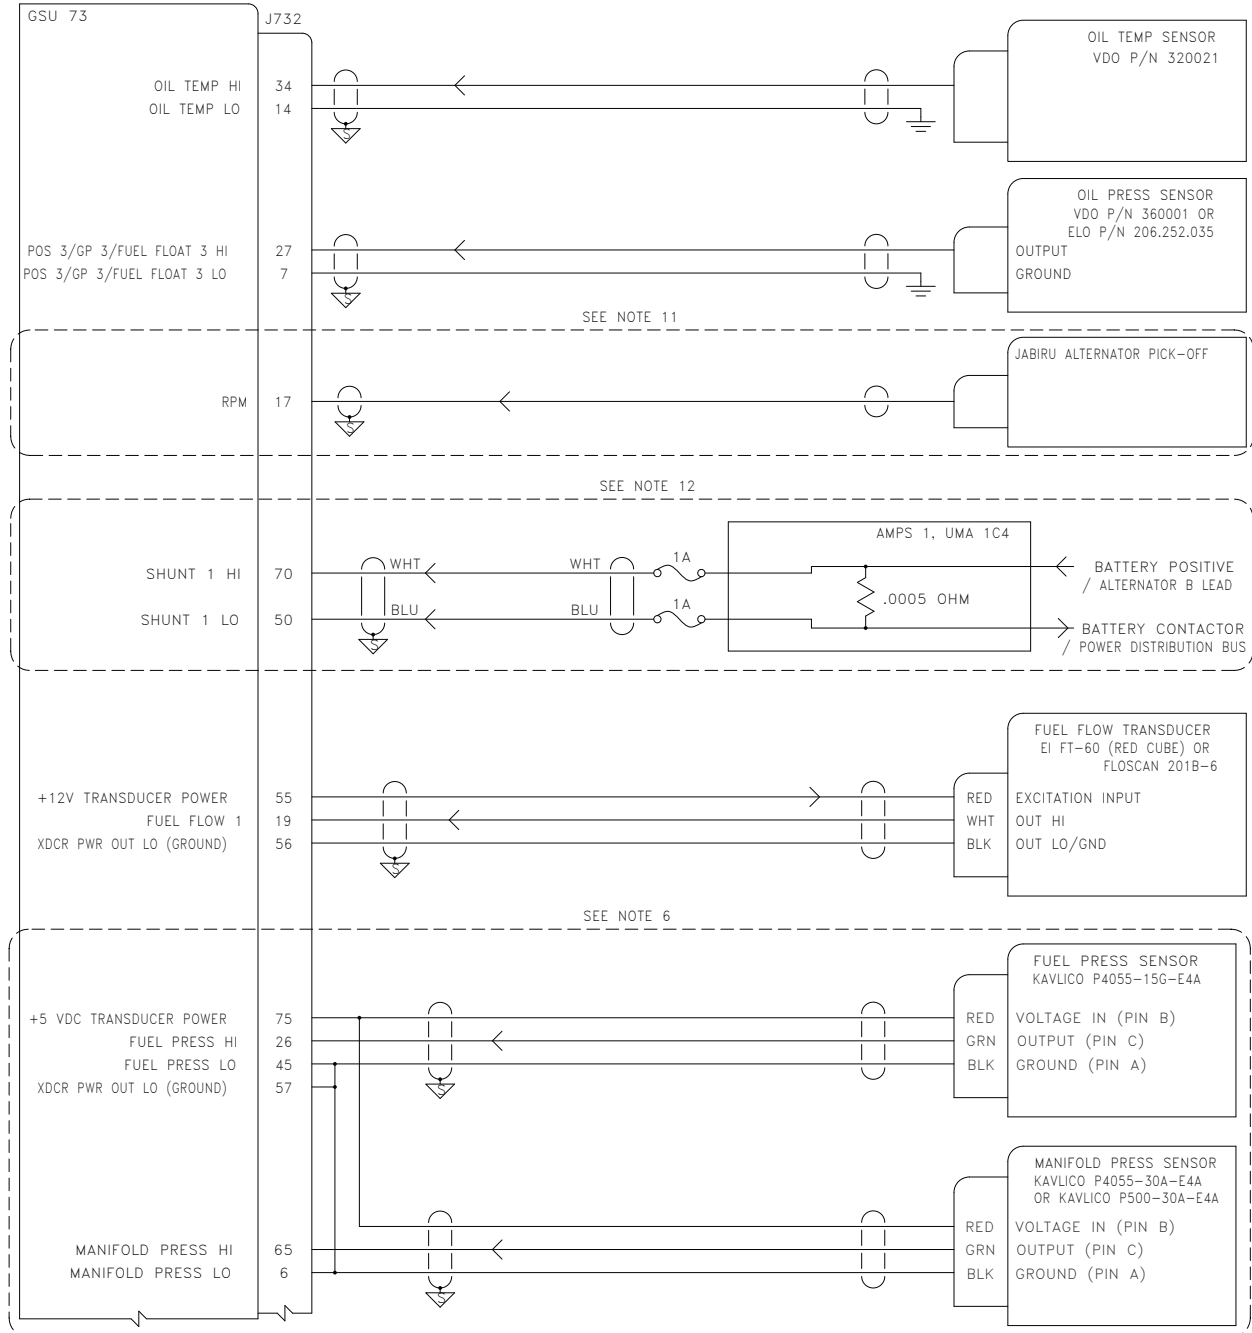 GSU 73
J732
OIL TEMP HI 34
OIL TEMP LO 14
S
OIL TEMP SENSOR
VDO P/N 320021
POS 3/GP 3/FUEL FLOAT 3 HI 27
POS 3/GP 3/FUEL FLOAT 3 LO 7
S
OIL PRESS SENSOR
VDO P/N 360001 OR
ELO P/N 206.252.035
OUTPUT
GROUND
SEE NOTE 11
RPM 17
S
JABIRU ALTERNATOR PICK-OFF
SEE NOTE 12
SHUNT 1 HI 70 WHT WHT 1A
SHUNT 1 LO 50 BLU BLU 1A
S
AMPS 1, UMA 1C4
.0005 OHM
BATTERY POSITIVE
/ ALTERNATOR B LEAD
BATTERY CONTACTOR
/ POWER DISTRIBUTION BUS
FUEL FLOW TRANSDUCER
EI FT-60 (RED CUBE) OR
FLOSCAN 201B-6
+12V TRANSDUCER POWER 55 RED EXCITATION INPUT
FUEL FLOW 1 19 WHT OUT HI
XDCR PWR OUT LO (GROUND) 56 BLK OUT LO/GND
S
SEE NOTE 6
FUEL PRESS SENSOR
KAVLICO P4055-15G-E4A
+5 VDC TRANSDUCER POWER 75 RED VOLTAGE IN (PIN B)
FUEL PRESS HI 26 GRN OUTPUT (PIN C)
FUEL PRESS LO 45 BLK GROUND (PIN A)
XDCR PWR OUT LO (GROUND) 57
S
MANIFOLD PRESS SENSOR
KAVLICO P4055-30A-E4A
OR KAVLICO P500-30A-E4A
RED VOLTAGE IN (PIN B)
MANIFOLD PRESS HI 65 GRN OUTPUT (PIN C)
MANIFOLD PRESS LO 6 BLK GROUND (PIN A)
S